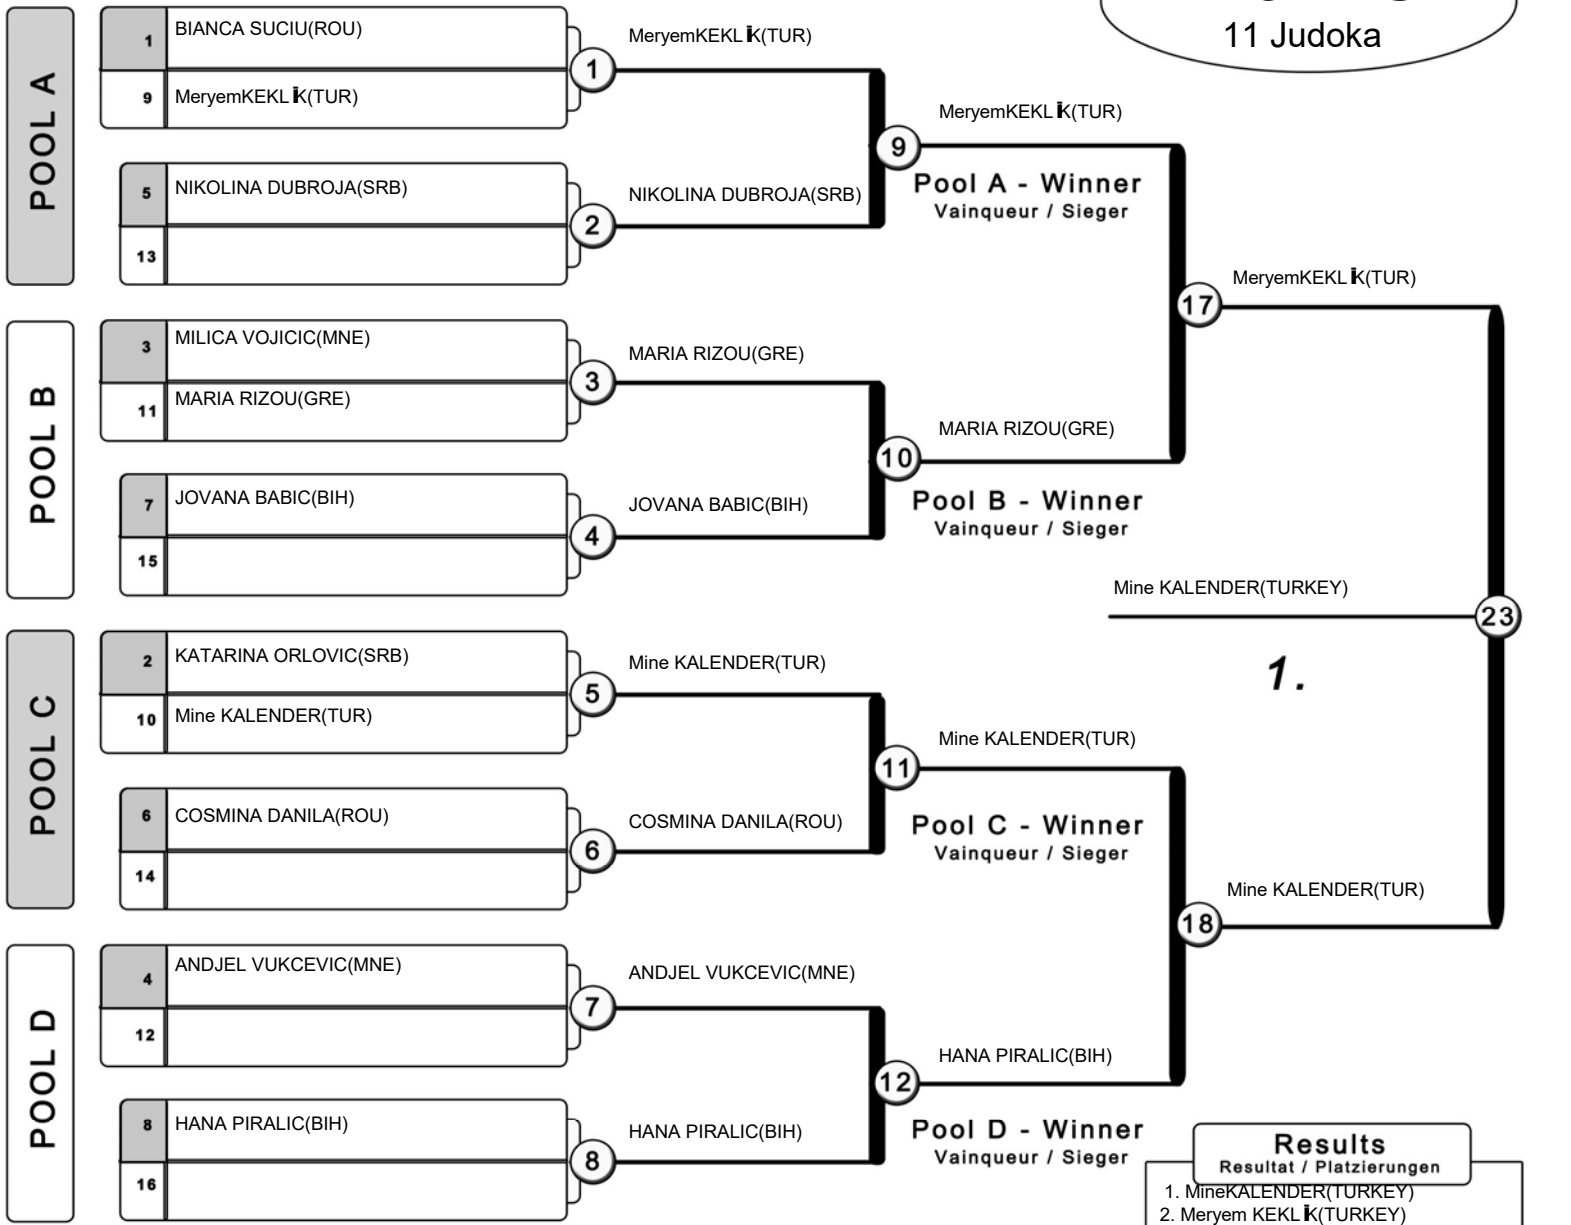 11 Judoka
POOL A
1 BIANCA SUCIU(ROU)
9 MeryemKEKLİK(TUR)
5 NIKOLINA DUBROJA(SRB)
13
1
2
MeryemKEKLİK(TUR)
NIKOLINA DUBROJA(SRB)
9
MeryemKEKLİK(TUR)
Pool A - Winner
Vainqueur / Sieger
POOL B
3 MILICA VOJICIC(MNE)
11 MARIA RIZOU(GRE)
7 JOVANA BABIC(BIH)
15
3
4
MARIA RIZOU(GRE)
JOVANA BABIC(BIH)
10
MARIA RIZOU(GRE)
Pool B - Winner
Vainqueur / Sieger
17
MeryemKEKLİK(TUR)
POOL C
2 KATARINA ORLOVIC(SRB)
10 Mine KALENDER(TUR)
6 COSMINA DANILA(ROU)
14
5
6
Mine KALENDER(TUR)
COSMINA DANILA(ROU)
11
Mine KALENDER(TUR)
Pool C - Winner
Vainqueur / Sieger
POOL D
4 ANDJEL VUKCEVIC(MNE)
12
8 HANA PIRALIC(BIH)
16
7
8
ANDJEL VUKCEVIC(MNE)
HANA PIRALIC(BIH)
12
HANA PIRALIC(BIH)
Pool D - Winner
Vainqueur / Sieger
18
Mine KALENDER(TUR)
Mine KALENDER(TURKEY)
23
1.
Results
Resultat / Platzierungen
1. MineKALENDER(TURKEY)
2. Meryem KEKLİK(TURKEY)